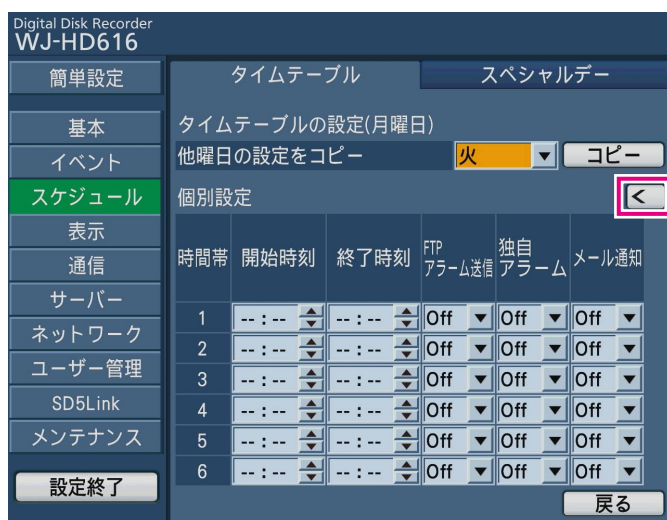 Digital Disk Recorder
WJ-HD616
簡単設定
基本
イベント
スケジュール
表示
通信
サーバー
ネットワーク
ユーザー管理
SD5Link
メンテナンス
設定終了
タイムテーブル スペシャルデー
タイムテーブルの設定(月曜日)
他曜日の設定をコピー 火 ▼ コピー
個別設定 <
時間帯 開始時刻 終了時刻 FTP アラーム送信 独自 アラーム メール通知
1 -- : -- -- : -- Off Off Off
2 -- : -- -- : -- Off Off Off
3 -- : -- -- : -- Off Off Off
4 -- : -- -- : -- Off Off Off
5 -- : -- -- : -- Off Off Off
6 -- : -- -- : -- Off Off Off
戻る